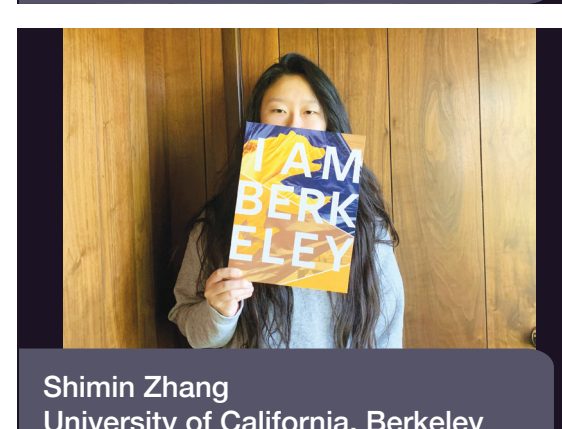 I AM
BERK
ELEY
Shimin Zhang
University of California, Berkeley